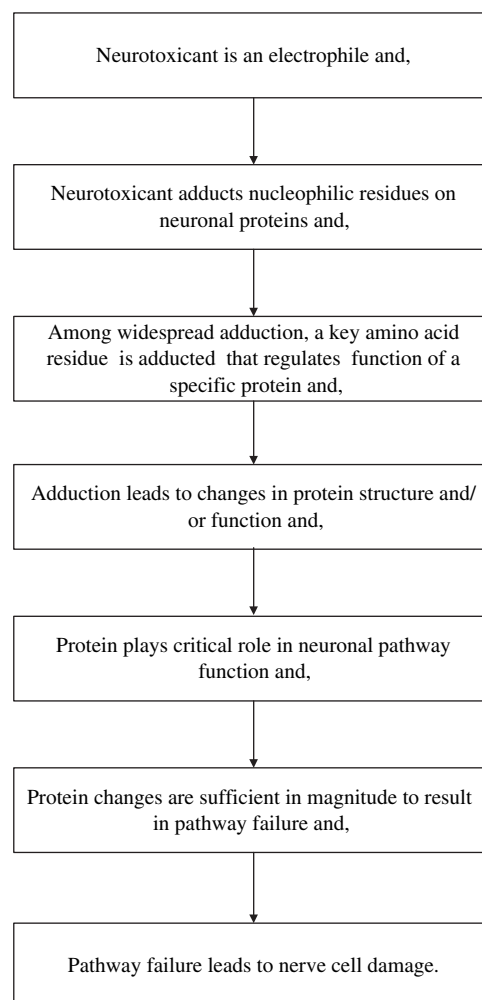 Neurotoxicant is an electrophile and,
Neurotoxicant adducts nucleophilic residues on
neuronal proteins and,
Among widespread adduction, a key amino acid
residue is adducted that regulates function of a
specific protein and,
Adduction leads to changes in protein structure and/
or function and,
Protein plays critical role in neuronal pathway
function and,
Protein changes are sufficient in magnitude to result
in pathway failure and,
Pathway failure leads to nerve cell damage.